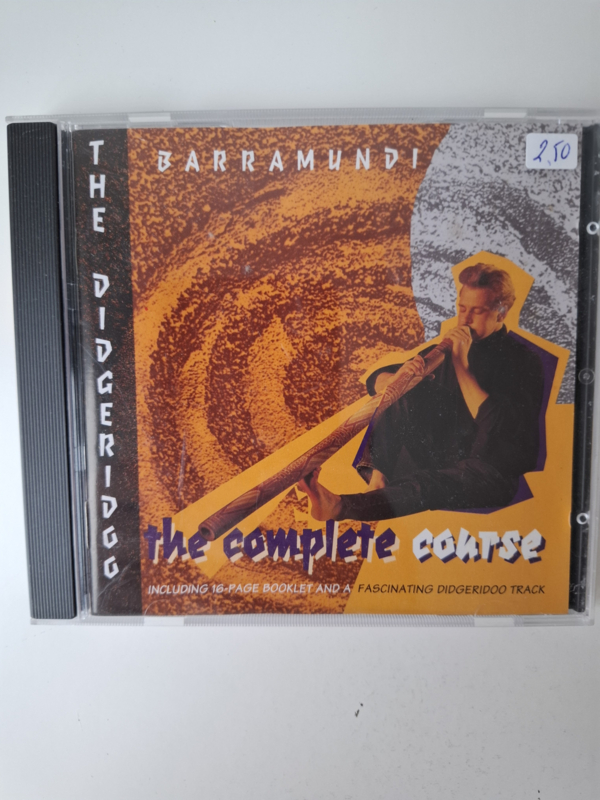 THE DIDGERIDOO
BARRAMUNDI
2,50
the complete course
INCLUDING 16-PAGE BOOKLET AND A FASCINATING DIDGERIDOO TRACK